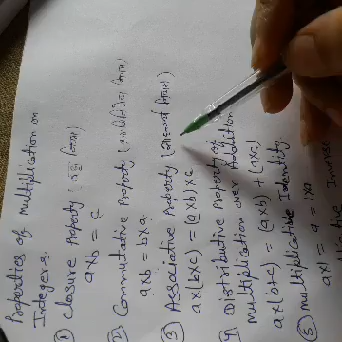 Properties of multiplication on
Integers.
① Closure Property
a×b = c
② Commutative Property
a×b = b×a
③ Associative Property
a×(b×c) = (a×b)×c
④ Distributive Property of
multiplication over Addition
a×(b+c) = (a×b) + (a×c)
⑤ Multiplicative Identity
a×1 = a = 1×a